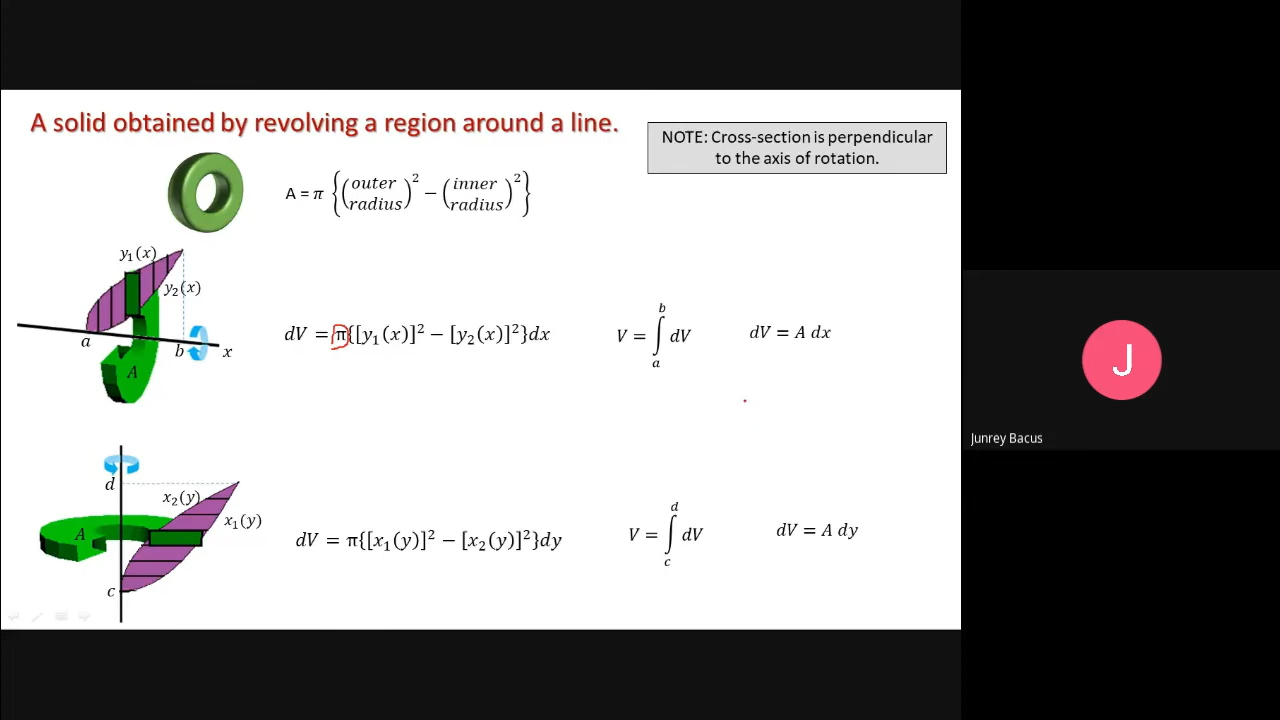 A solid obtained by revolving a region around a line.
NOTE: Cross-section is perpendicular
to the axis of rotation.
A = π {(outer radius)² − (inner radius)²}
y₁(x)
y₂(x)
a
b
x
A
dV = π{[y₁(x)]² − [y₂(x)]²}dx
V = ∫ₐᵇ dV
dV = A dx
J
Junrey Bacus
d
x₂(y)
x₁(y)
A
c
dV = π{[x₁(y)]² − [x₂(y)]²}dy
V = ∫_c^d dV
dV = A dy